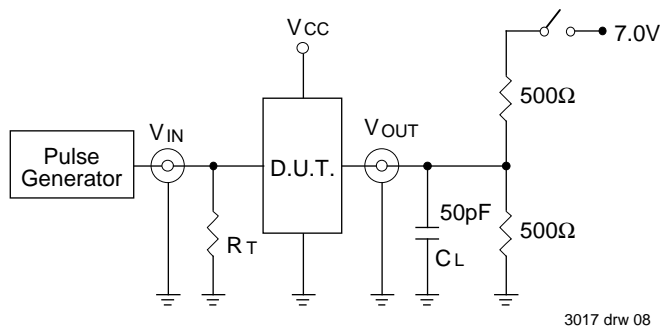 7.0V
VCC
500Ω
VIN
VOUT
Pulse
Generator
D.U.T.
50pF
500Ω
RT
CL
3017 drw 08